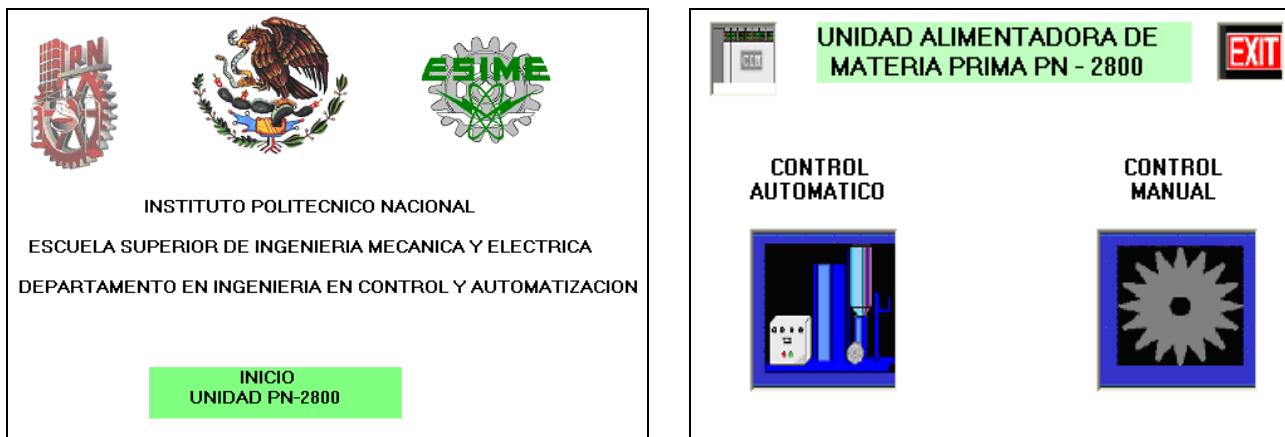 IPN
ESIME
INSTITUTO POLITECNICO NACIONAL
ESCUELA SUPERIOR DE INGENIERIA MECANICA Y ELECTRICA
DEPARTAMENTO EN INGENIERIA EN CONTROL Y AUTOMATIZACION
INICIO
UNIDAD PN-2800
UNIDAD ALIMENTADORA DE
MATERIA PRIMA PN - 2800
EXIT
CONTROL
AUTOMATICO
CONTROL
MANUAL